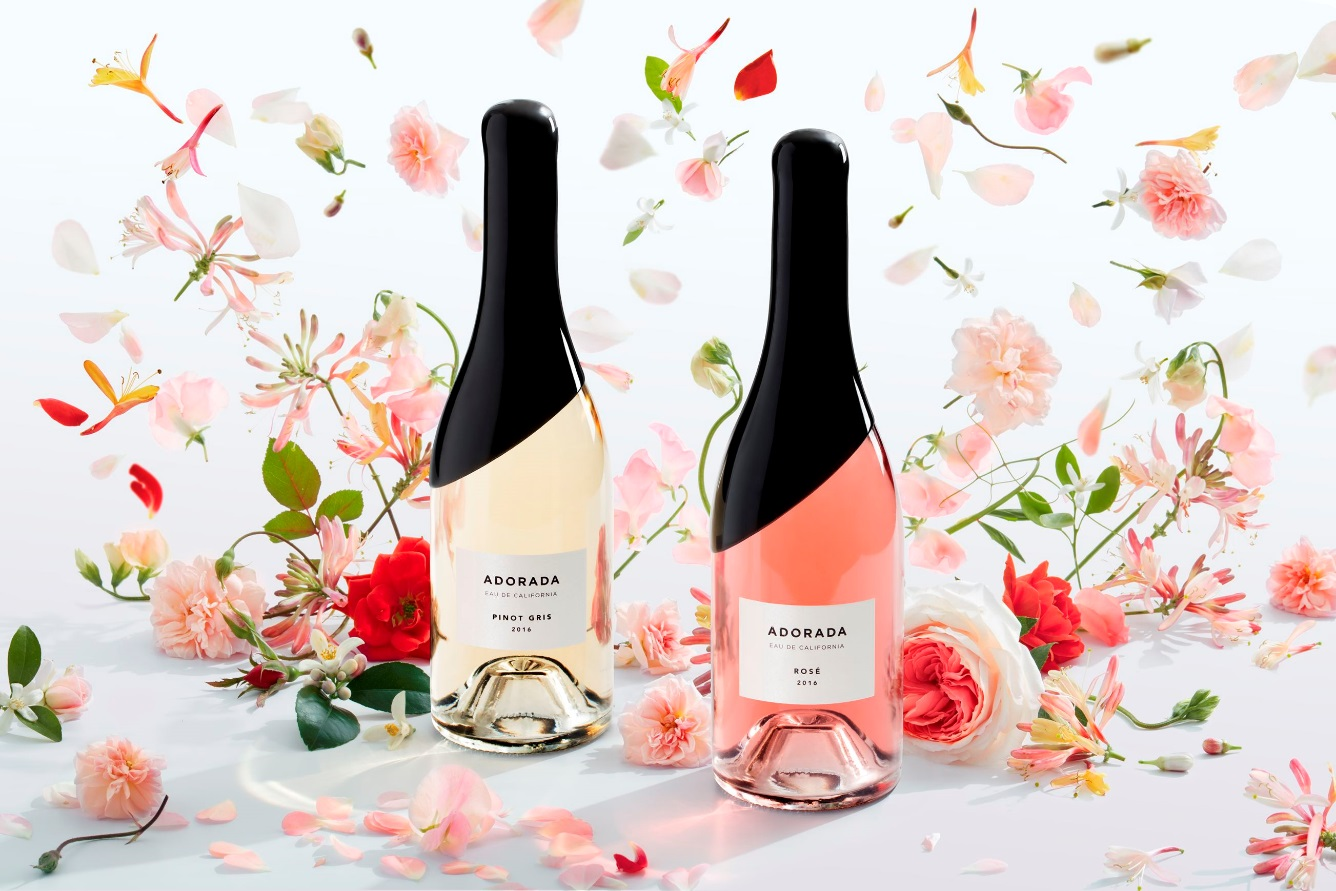 ADORADA
EAU DE CALIFORNIA
PINOT GRIS
2016
ADORADA
EAU DE CALIFORNIA
ROSÉ
2016